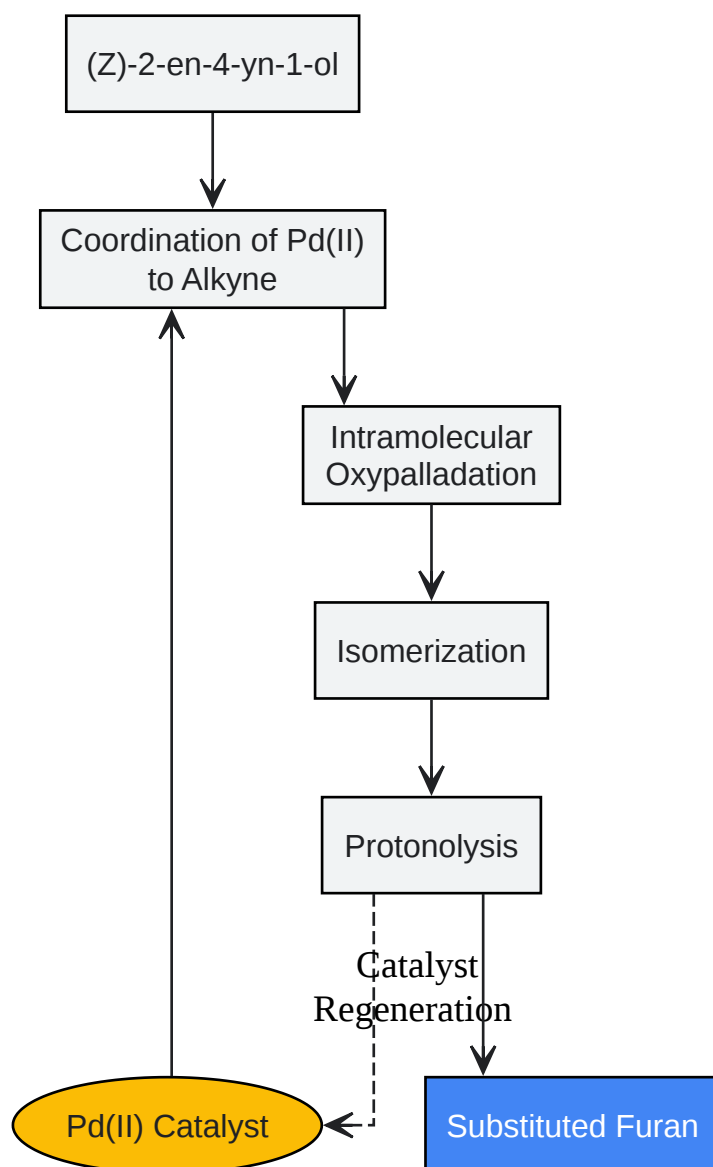 (Z)-2-en-4-yn-1-ol
Coordination of Pd(II)
to Alkyne
Intramolecular
Oxypalladation
Isomerization
Protonolysis
Catalyst
Regeneration
Pd(II) Catalyst
Substituted Furan